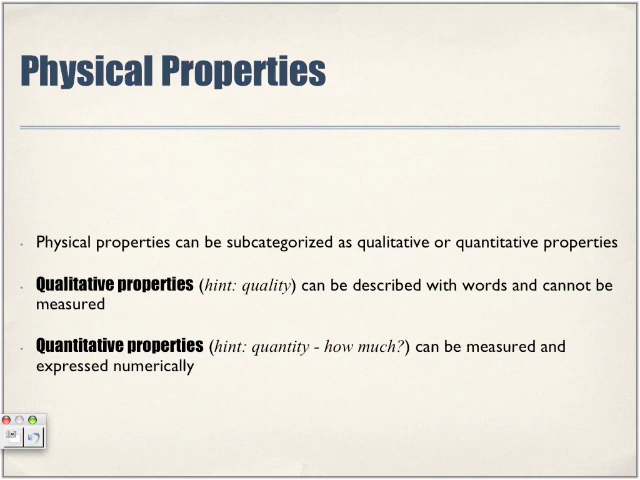 Physical Properties
Physical properties can be subcategorized as qualitative or quantitative properties
Qualitative properties (hint: quality) can be described with words and cannot be
measured
Quantitative properties (hint: quantity - how much?) can be measured and
expressed numerically